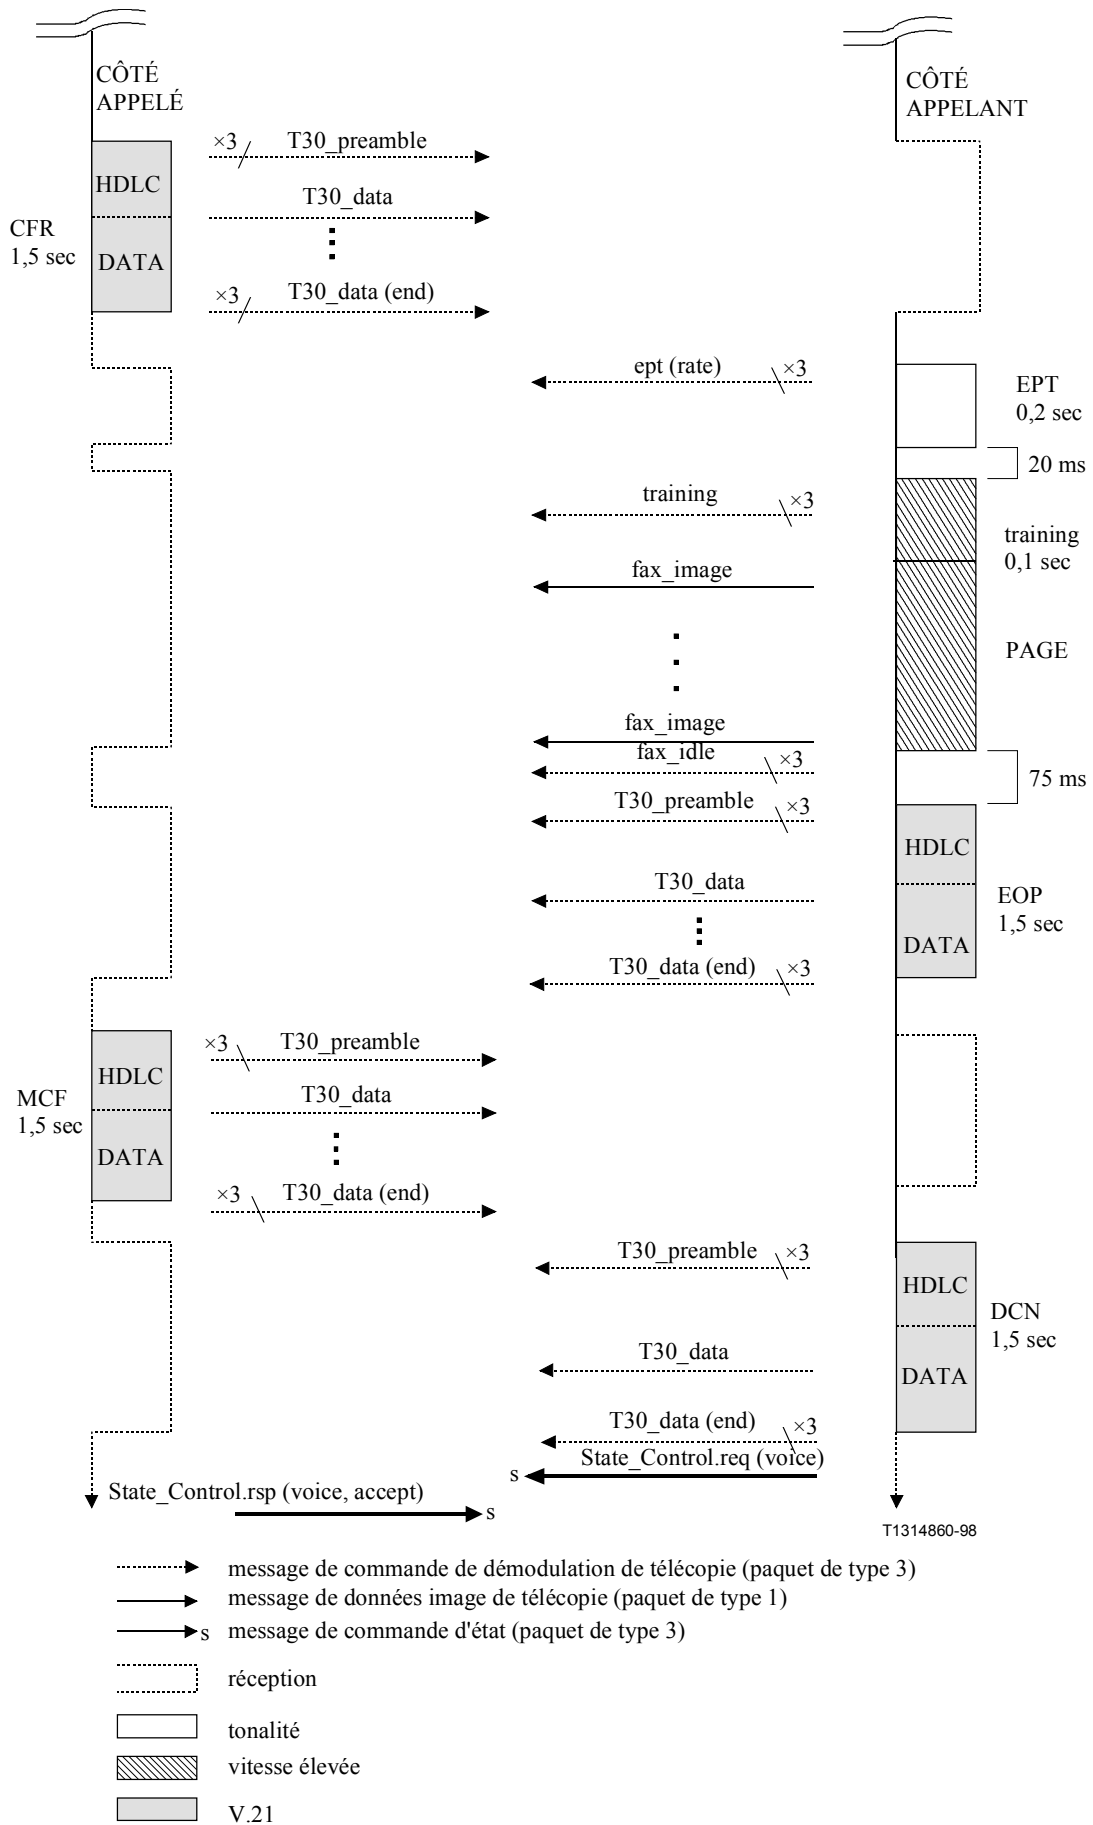 CÔTÉ
APPELÉ
CÔTÉ
APPELANT
×3 T30_preamble
HDLC
T30_data
CFR
1,5 sec
DATA
×3 T30_data (end)
ept (rate) ×3
EPT
0,2 sec
20 ms
training ×3
training
0,1 sec
fax_image
PAGE
fax_image
fax_idle ×3
75 ms
T30_preamble ×3
HDLC
T30_data
EOP
1,5 sec
DATA
T30_data (end) ×3
×3 T30_preamble
HDLC
T30_data
MCF
1,5 sec
DATA
×3 T30_data (end)
T30_preamble ×3
HDLC
DCN
1,5 sec
T30_data
DATA
T30_data (end) ×3
State_Control.req (voice)
s
State_Control.rsp (voice, accept)
s
T1314860-98
message de commande de démodulation de télécopie (paquet de type 3)
message de données image de télécopie (paquet de type 1)
s message de commande d'état (paquet de type 3)
réception
tonalité
vitesse élevée
V.21